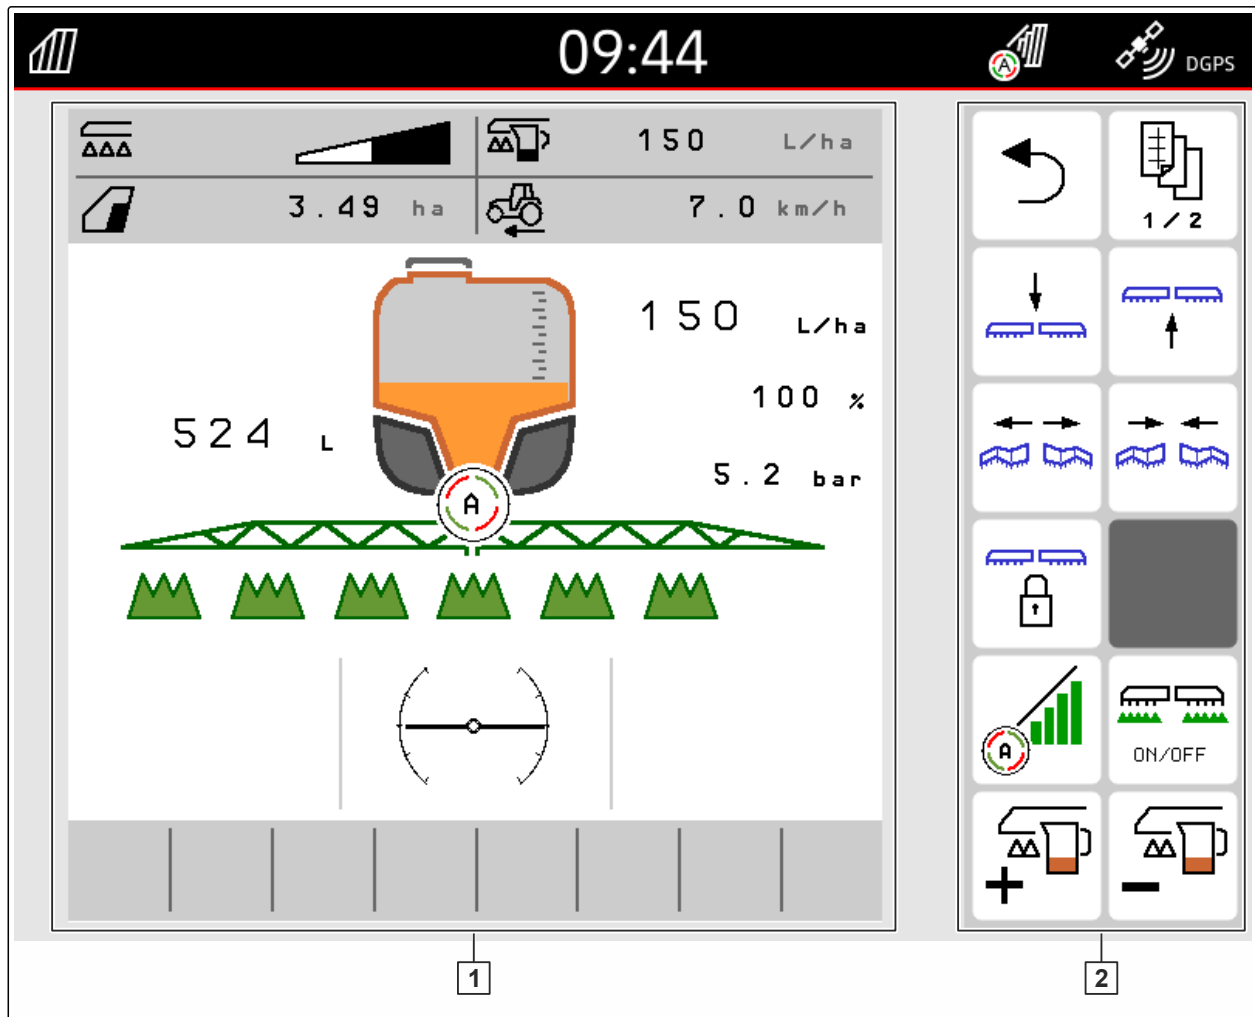 09:44
A
DGPS
150 L/ha
3.49 ha
7.0 km/h
1/2
150 L/ha
100 %
524 L
5.2 bar
A
A
ON/OFF
+
-
1
2